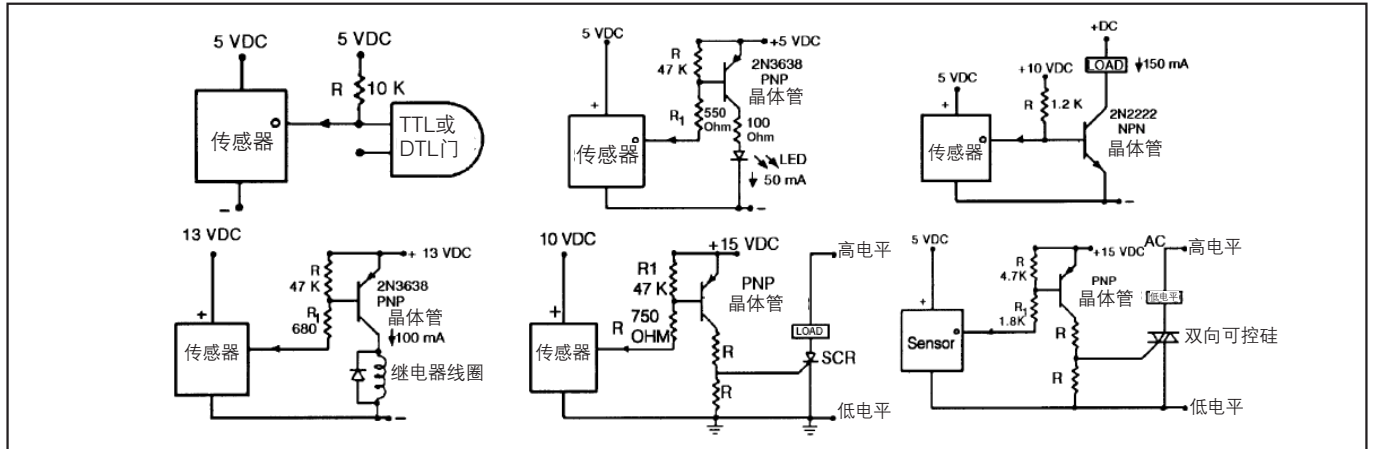 5 VDC
5 VDC
R
10 K
传感器
TTL或
DTL门
−
5 VDC
+5 VDC
R
47 K
2N3638
PNP
晶体管
+
R1
550
Ohm
100
Ohm
传感器
LED
50 mA
−
+DC
LOAD
150 mA
+10 VDC
5 VDC
R
1.2 K
+
2N2222
NPN
晶体管
传感器
−
13 VDC
+ 13 VDC
R
47 K
2N3638
PNP
晶体管
+
R1
680
100 mA
传感器
继电器线圈
−
10 VDC
+15 VDC
高电平
R1
47 K
PNP
晶体管
+
R
750
OHM
LOAD
传感器
R
SCR
R
低电平
5 VDC
+15 VDC
AC
高电平
R
4.7K
PNP
晶体管
低电平
+
R1
1.8K
Sensor
R
双向可控硅
R
低电平